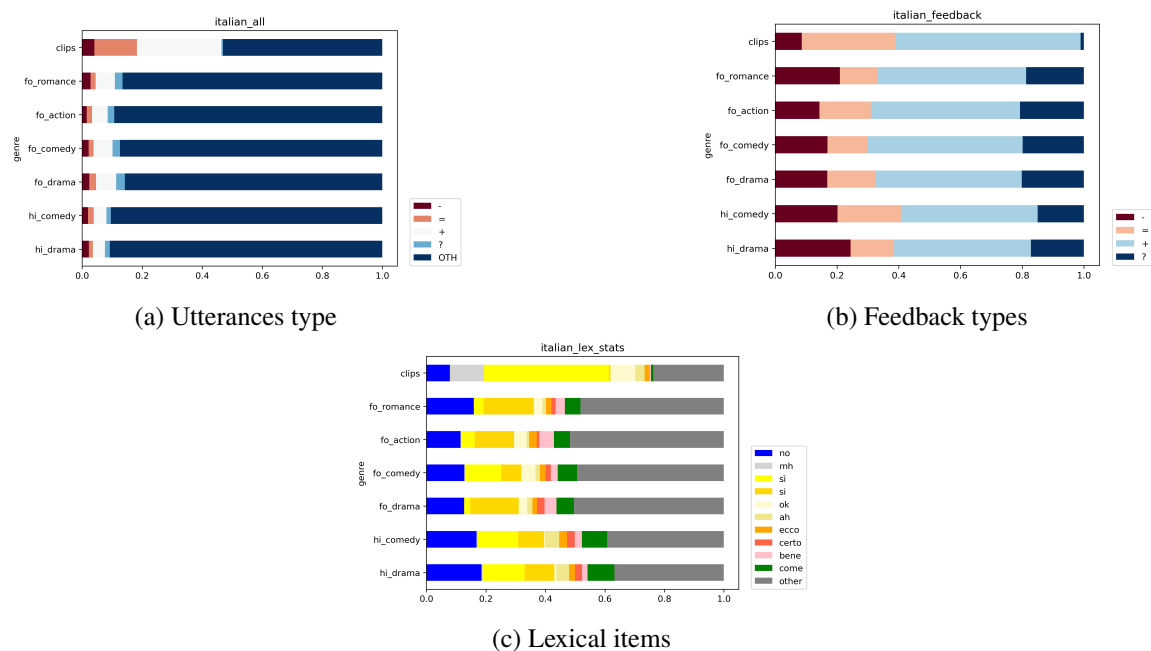 italian_all
clips
fo_romance
fo_action
fo_comedy
fo_drama
hi_comedy
hi_drama
genre
0.0 0.2 0.4 0.6 0.8 1.0
-
=
+
?
OTH
(a) Utterances type
italian_feedback
clips
fo_romance
fo_action
fo_comedy
fo_drama
hi_comedy
hi_drama
genre
0.0 0.2 0.4 0.6 0.8 1.0
-
=
+
?
(b) Feedback types
italian_lex_stats
clips
fo_romance
fo_action
fo_comedy
fo_drama
hi_comedy
hi_drama
genre
0.0 0.2 0.4 0.6 0.8 1.0
no
mh
sì
si
ok
ah
ecco
certo
bene
come
other
(c) Lexical items